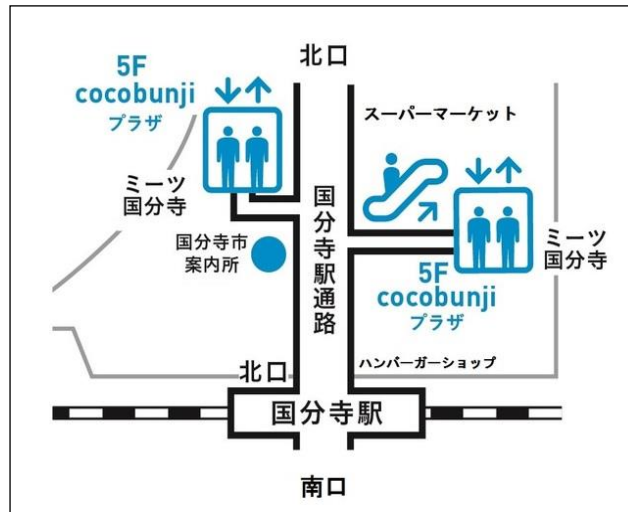 北口
5F
cocobunji
プラザ
スーパーマーケット
ミーツ
国分寺
国分寺市
案内所
国分寺駅通路
ミーツ
国分寺
5F
cocobunji
プラザ
北口
ハンバーガーショップ
国分寺駅
南口